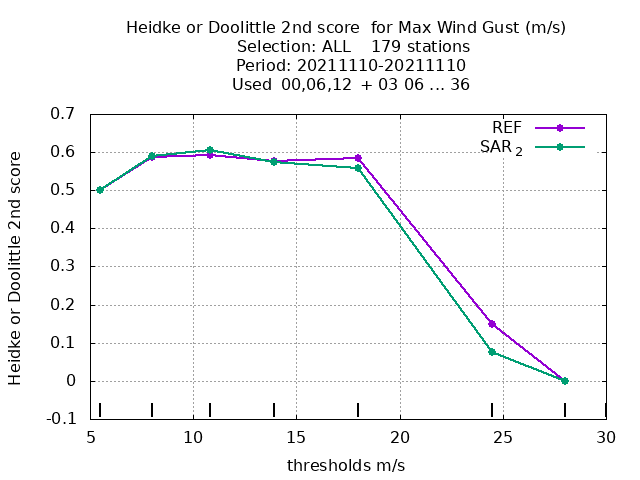 Heidke or Doolittle 2nd score  for Max Wind Gust (m/s)
Selection: ALL    179 stations
Period: 20211110-20211110
Used  00,06,12  + 03 06 ... 36
Heidke or Doolittle 2nd score
0.7
0.6
0.5
0.4
0.3
0.2
0.1
0
-0.1
REF
SAR 2
5 10 15 20 25 30
thresholds m/s